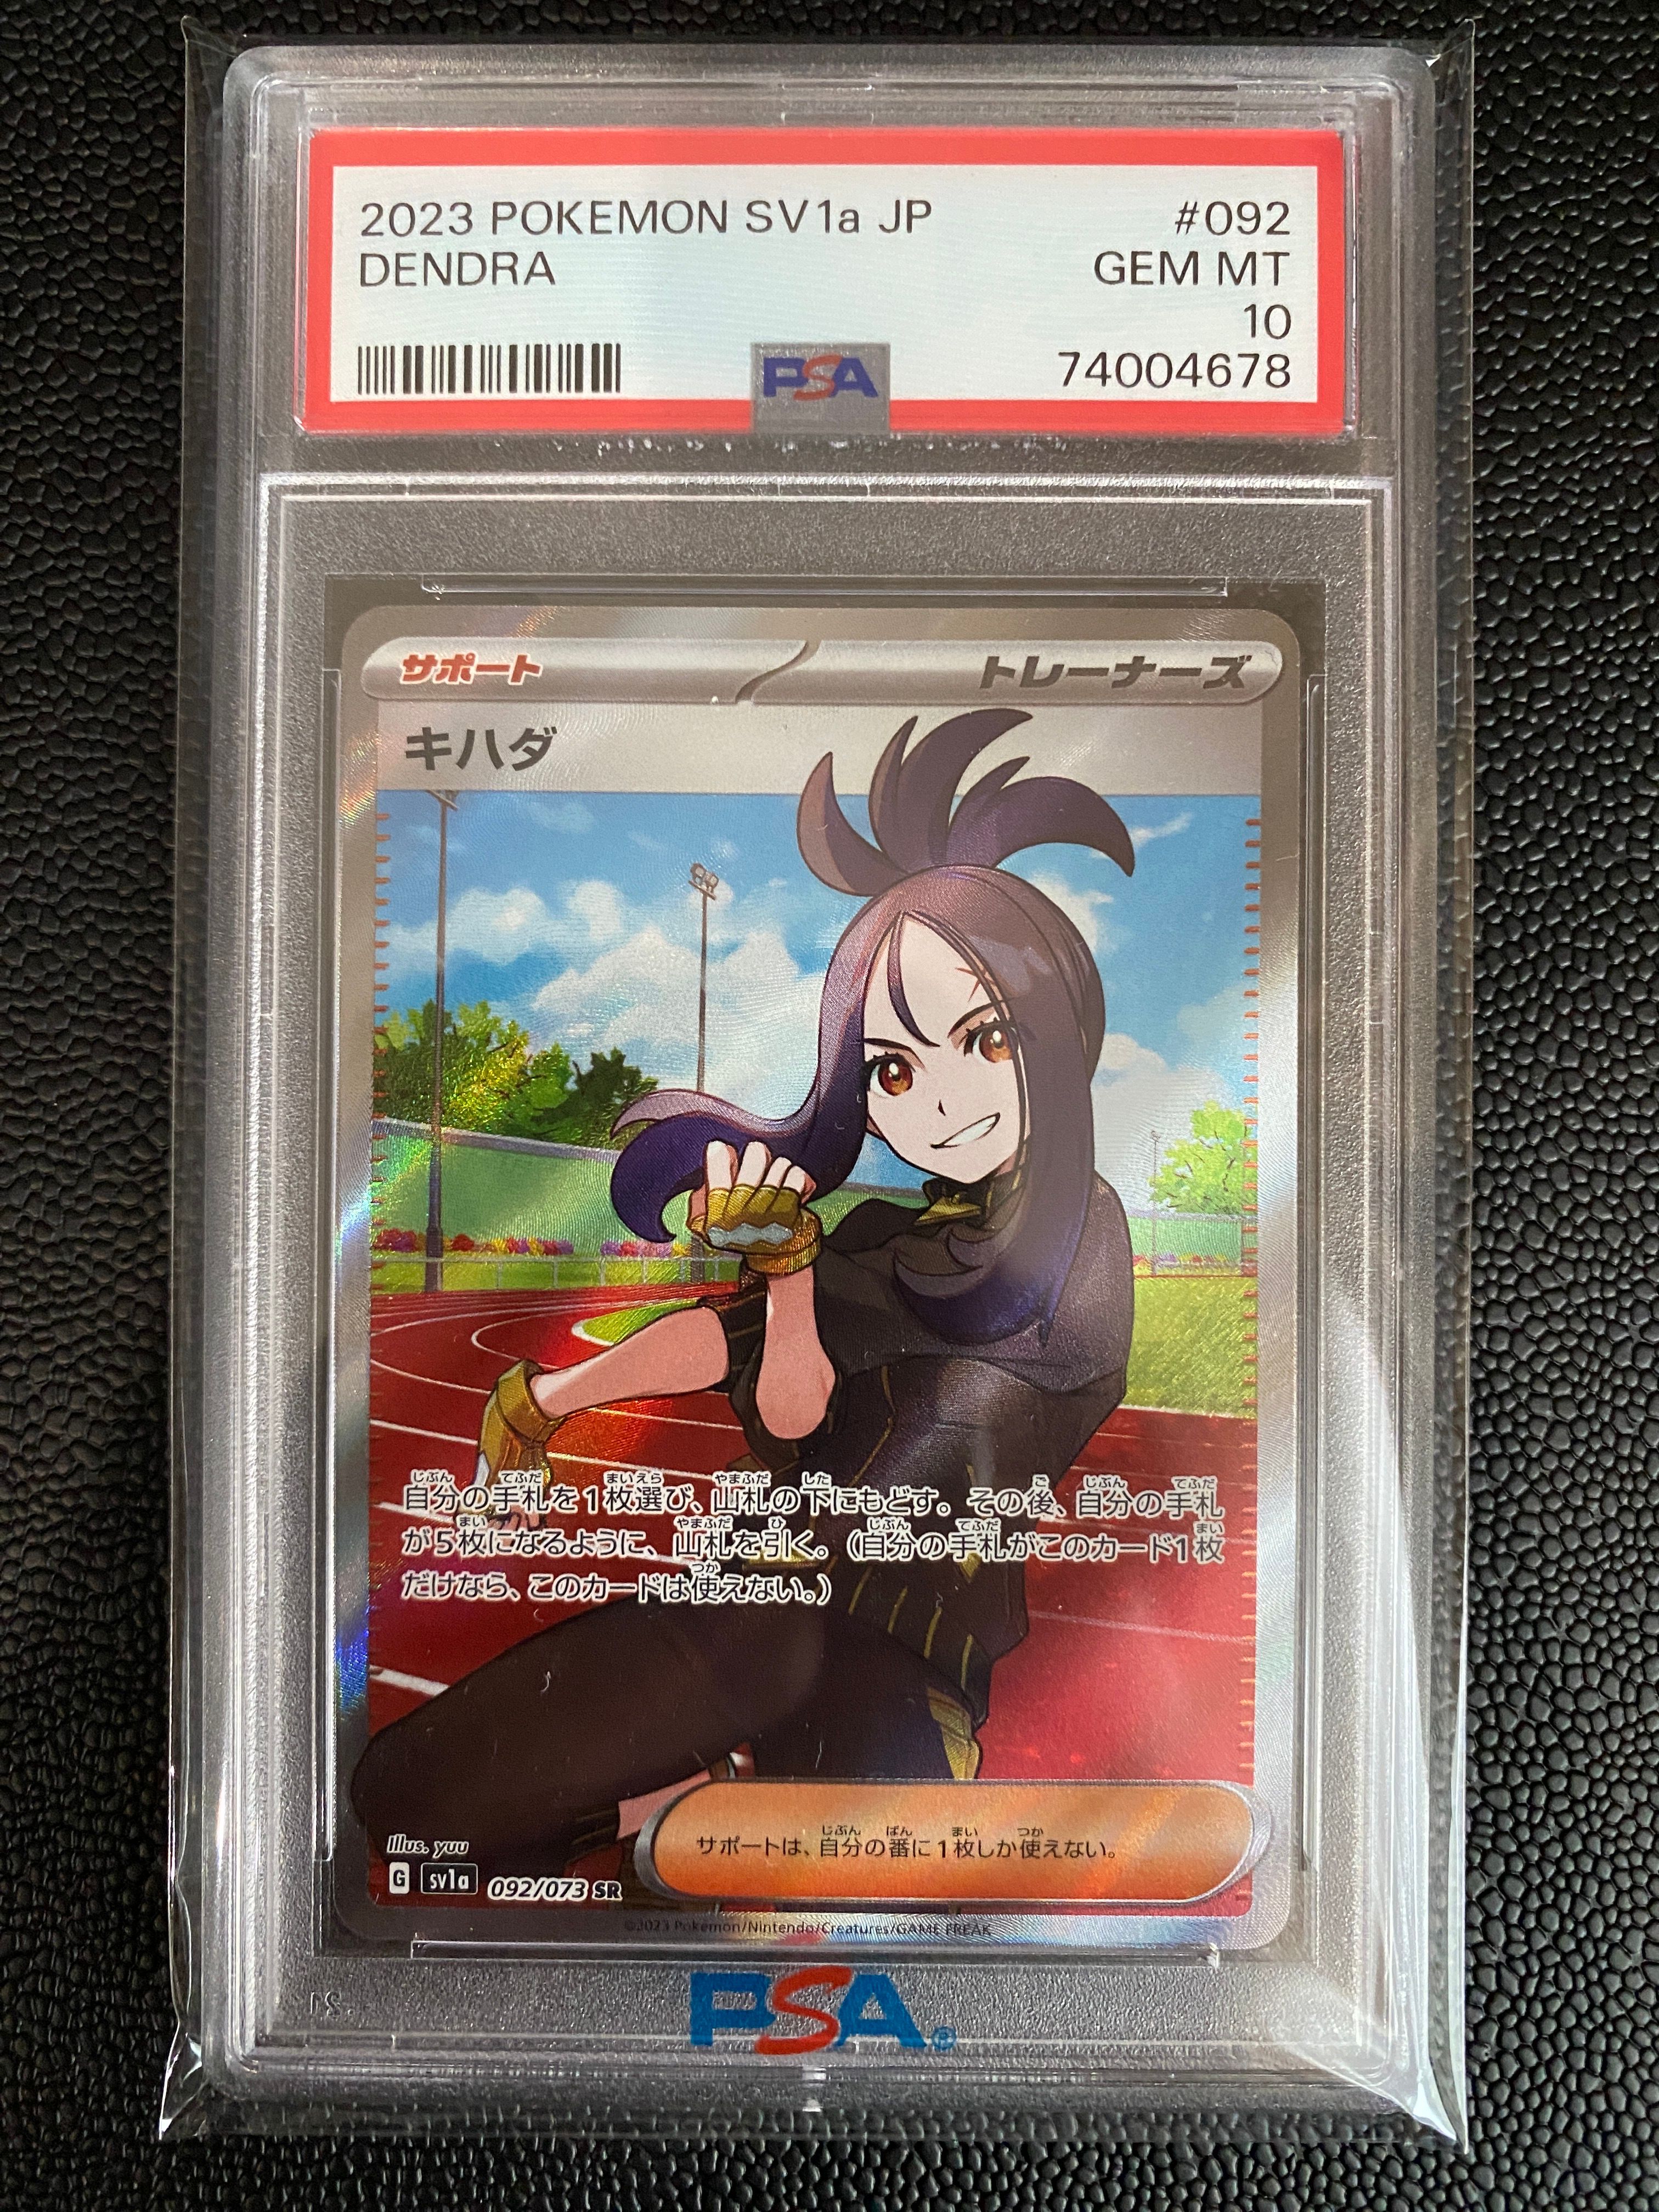 2023 POKEMON SV1a JP #092
DENDRA GEM MT
10
PSA 74004678
サポート トレーナーズ
キハダ
自分の手札を1枚選び、山札の下にもどす。その後、自分の手札
が5枚になるように、山札を引く。（自分の手札がこのカード1枚
だけなら、このカードは使えない。）
サポートは、自分の番に1枚しか使えない。
Illus. yuu
G sv1a 092/073 SR
©2023 Pokémon/Nintendo/Creatures/GAME FREAK
PSA®